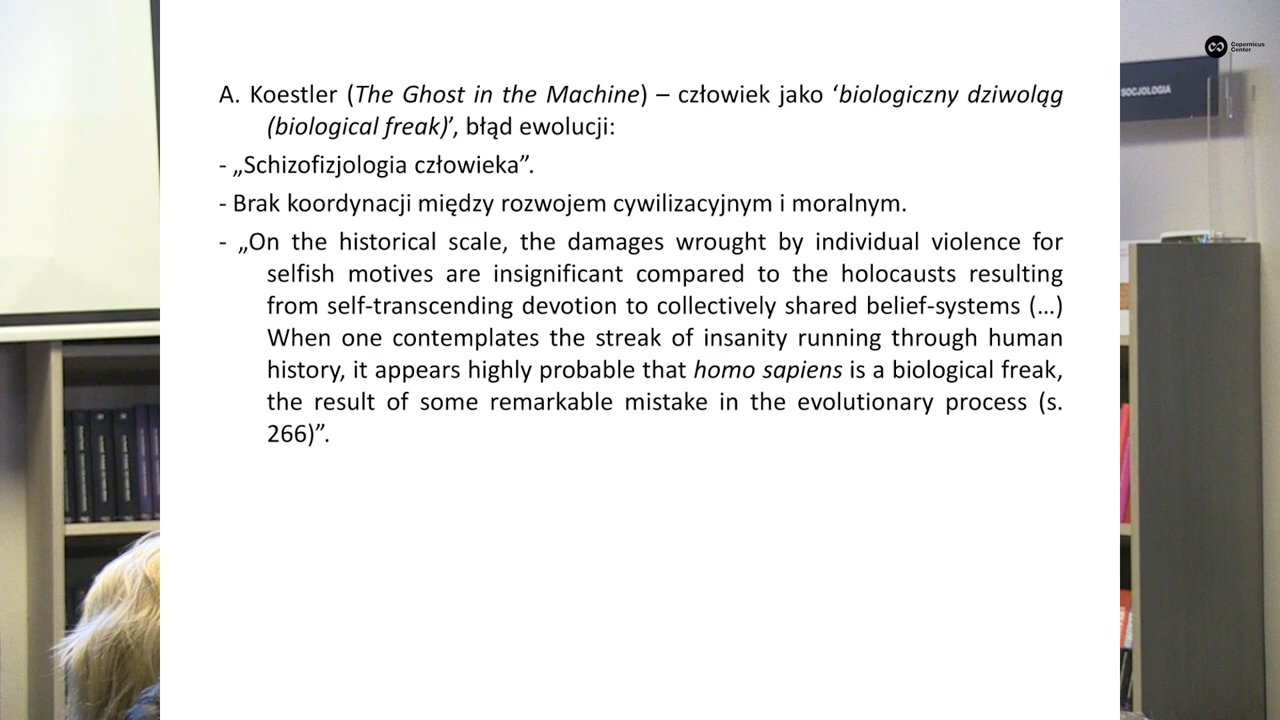 Copernicus
Center
SOCJOLOGIA
A. Koestler (The Ghost in the Machine) – człowiek jako ‘biologiczny dziwoląg
(biological freak)’, błąd ewolucji:
- „Schizofizjologia człowieka”.
- Brak koordynacji między rozwojem cywilizacyjnym i moralnym.
- „On the historical scale, the damages wrought by individual violence for
selfish motives are insignificant compared to the holocausts resulting
from self-transcending devotion to collectively shared belief-systems (…)
When one contemplates the streak of insanity running through human
history, it appears highly probable that homo sapiens is a biological freak,
the result of some remarkable mistake in the evolutionary process (s.
266)”.